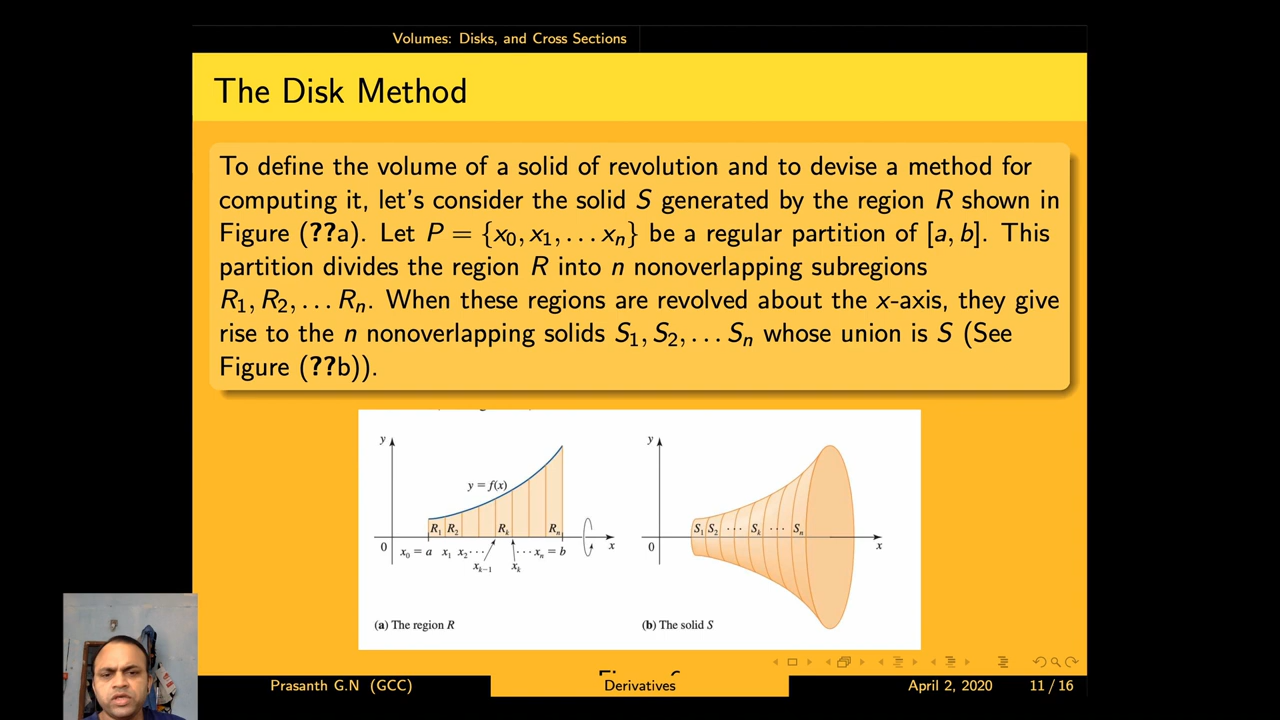 Volumes: Disks, and Cross Sections
The Disk Method
To define the volume of a solid of revolution and to devise a method for
computing it, let's consider the solid S generated by the region R shown in
Figure (??a). Let P = {x₀, x₁, . . . xₙ} be a regular partition of [a, b]. This
partition divides the region R into n nonoverlapping subregions
R₁, R₂, . . . Rₙ. When these regions are revolved about the x-axis, they give
rise to the n nonoverlapping solids S₁, S₂, . . . Sₙ whose union is S (See
Figure (??b)).
y
y = f(x)
R₁ R₂ Rₖ Rₙ
0
x₀ = a x₁ x₂ · · · · · · xₙ = b x
xₖ₋₁ xₖ
(a) The region R
y
S₁ S₂ · · · Sₖ · · · Sₙ
0 x
(b) The solid S
Prasanth G.N (GCC)
Derivatives
April 2, 2020
11 / 16